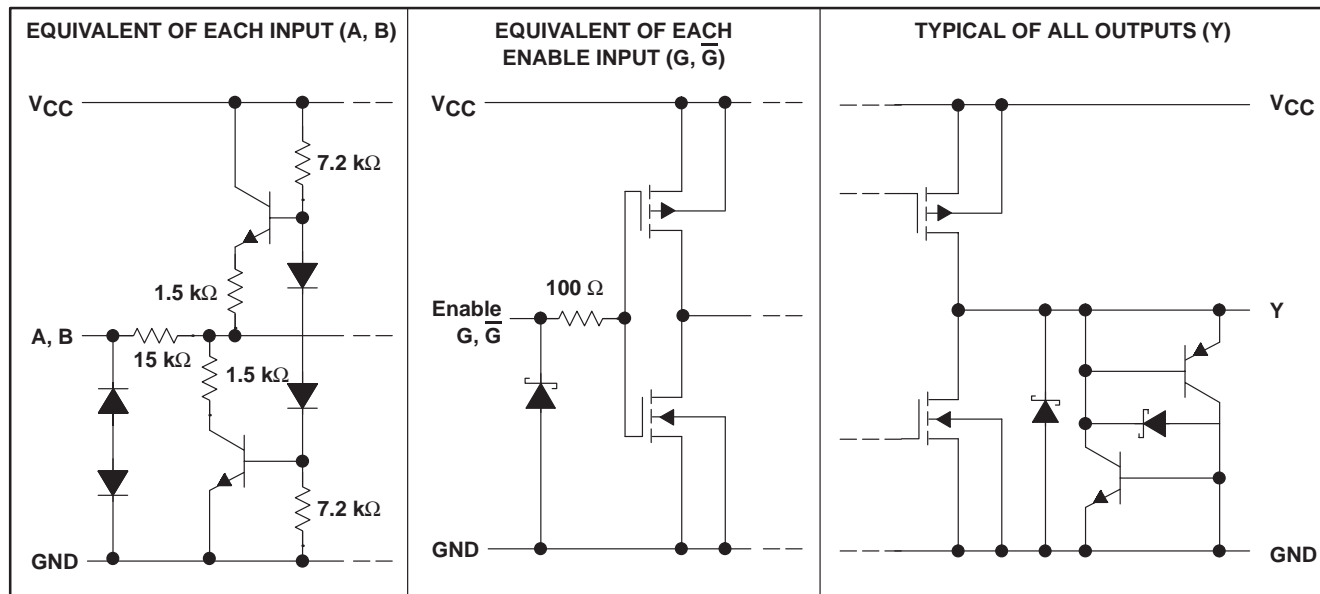 EQUIVALENT OF EACH INPUT (A, B)
VCC
7.2 kΩ
1.5 kΩ
A, B
15 kΩ
1.5 kΩ
7.2 kΩ
GND
EQUIVALENT OF EACH
ENABLE INPUT (G, G̅)
VCC
100 Ω
Enable
G, G̅
GND
TYPICAL OF ALL OUTPUTS (Y)
VCC
Y
GND